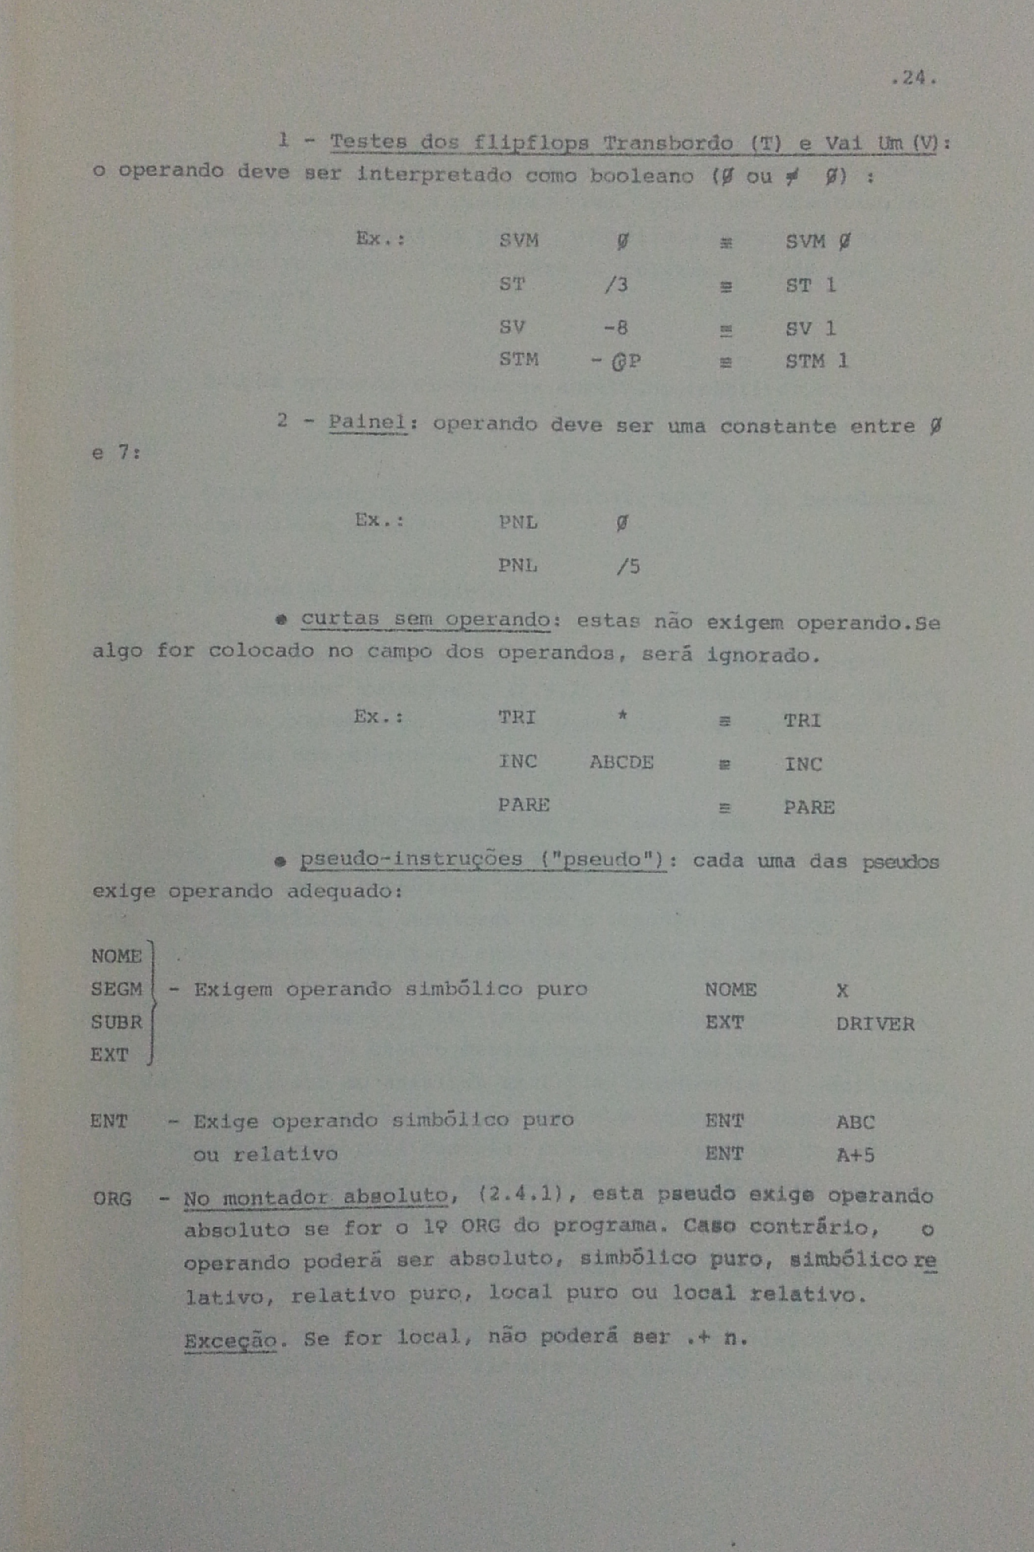 .24.
1 - Testes dos flipflops Transbordo (T) e Vai Um (V):
o operando deve ser interpretado como booleano (Ø ou ≠ Ø) :
Ex.: SVM Ø ≡ SVM Ø
ST /3 ≡ ST 1
SV -8 ≡ SV 1
STM - @P ≡ STM 1
2 - Painel: operando deve ser uma constante entre Ø
e 7:
Ex.: PNL Ø
PNL /5
● curtas sem operando: estas não exigem operando.Se
algo for colocado no campo dos operandos, será ignorado.
Ex.: TRI * ≡ TRI
INC ABCDE ≡ INC
PARE ≡ PARE
● pseudo-instruções ("pseudo"): cada uma das pseudos
exige operando adequado:
NOME
SEGM - Exigem operando simbólico puro NOME X
SUBR EXT DRIVER
EXT
ENT - Exige operando simbólico puro ENT ABC
ou relativo ENT A+5
ORG - No montador absoluto, (2.4.1), esta pseudo exige operando
absoluto se for o 1º ORG do programa. Caso contrário, o
operando poderá ser absoluto, simbólico puro, simbólico re
lativo, relativo puro, local puro ou local relativo.
Exceção. Se for local, não poderá ser .+ n.